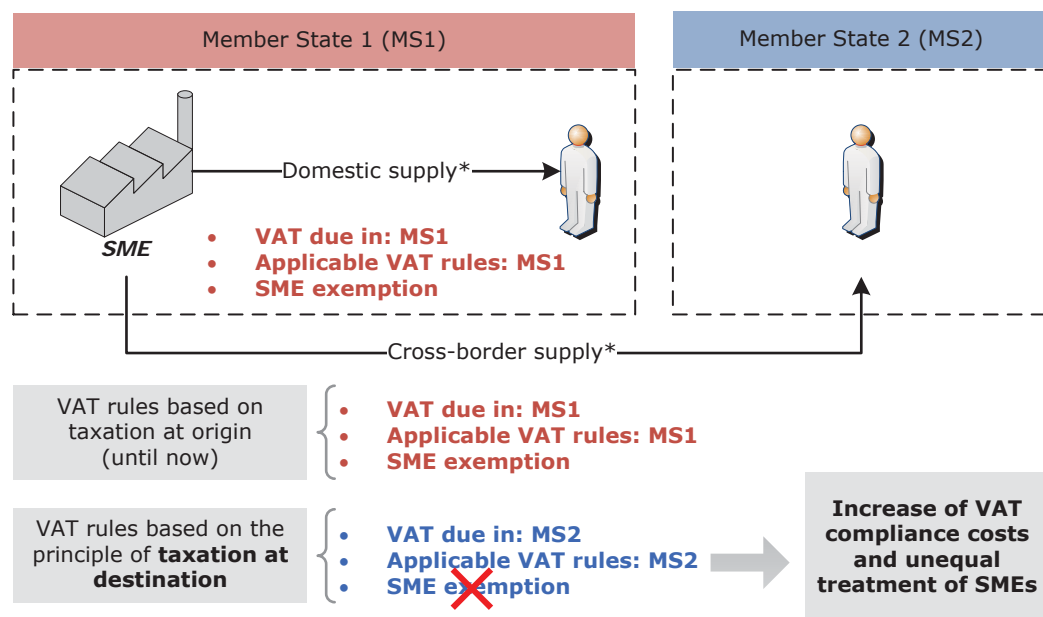 Member State 1 (MS1)
Member State 2 (MS2)
Domestic supply*
SME
• VAT due in: MS1
• Applicable VAT rules: MS1
• SME exemption
Cross-border supply*
VAT rules based on
taxation at origin
(until now)
• VAT due in: MS1
• Applicable VAT rules: MS1
• SME exemption
VAT rules based on the
principle of taxation at
destination
• VAT due in: MS2
• Applicable VAT rules: MS2
• SME exemption
Increase of VAT
compliance costs
and unequal
treatment of SMEs